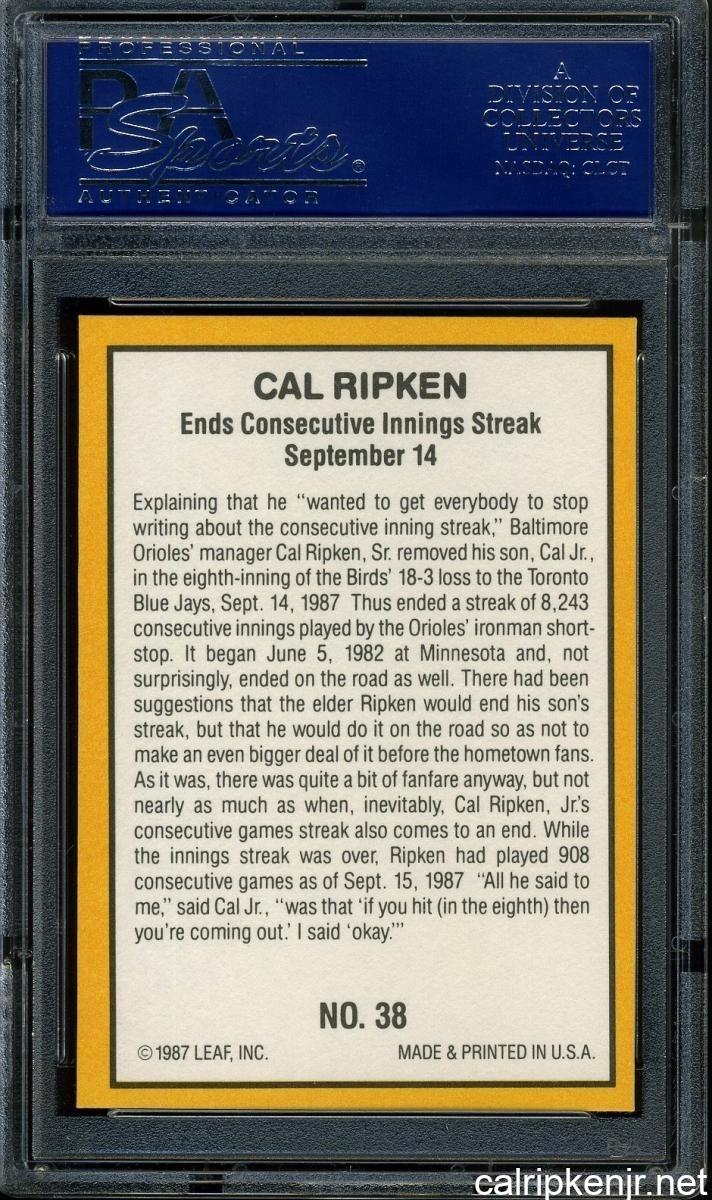 PROFESSIONAL
PSA
Sports®
AUTHENTICATOR
A
DIVISION OF
COLLECTORS
UNIVERSE
NASDAQ: CLCT
CAL RIPKEN
Ends Consecutive Innings Streak
September 14
Explaining that he “wanted to get everybody to stop
writing about the consecutive inning streak,” Baltimore
Orioles’ manager Cal Ripken, Sr. removed his son, Cal Jr.,
in the eighth-inning of the Birds’ 18-3 loss to the Toronto
Blue Jays, Sept. 14, 1987 Thus ended a streak of 8,243
consecutive innings played by the Orioles’ ironman short-
stop. It began June 5, 1982 at Minnesota and, not
surprisingly, ended on the road as well. There had been
suggestions that the elder Ripken would end his son’s
streak, but that he would do it on the road so as not to
make an even bigger deal of it before the hometown fans.
As it was, there was quite a bit of fanfare anyway, but not
nearly as much as when, inevitably, Cal Ripken, Jr.’s
consecutive games streak also comes to an end. While
the innings streak was over, Ripken had played 908
consecutive games as of Sept. 15, 1987 “All he said to
me,” said Cal Jr., “was that ‘if you hit (in the eighth) then
you’re coming out.’ I said ‘okay.’”
NO. 38
©1987 LEAF, INC. MADE & PRINTED IN U.S.A.
calripkenjr.net